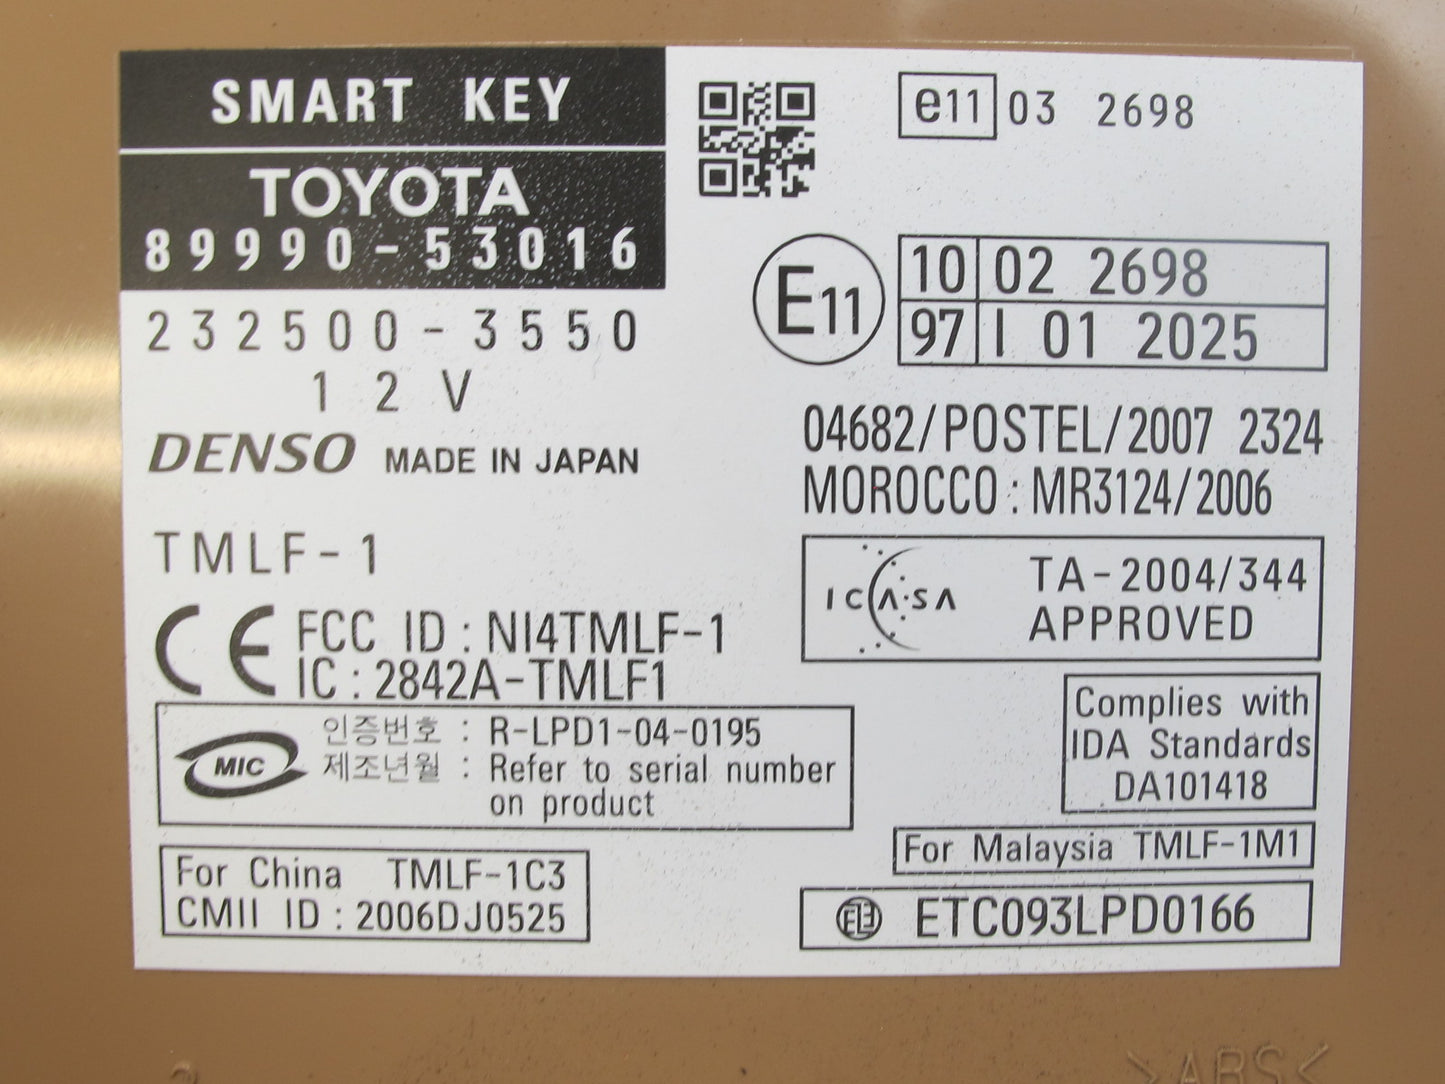 SMART KEY
TOYOTA
89990-53016
232500-3550
12V
DENSO MADE IN JAPAN
TMLF-1
CE FCC ID : NI4TMLF-1
IC : 2842A-TMLF1
MIC
인증번호 : R-LPD1-04-0195
제조년월 : Refer to serial number
on product
For China TMLF-1C3
CMII ID : 2006DJ0525
e11 03 2698
E11
10 02 2698
97 I 01 2025
04682/POSTEL/2007 2324
MOROCCO : MR3124/2006
ICASA
TA-2004/344
APPROVED
Complies with
IDA Standards
DA101418
For Malaysia TMLF-1M1
ETC093LPD0166
>ABS<